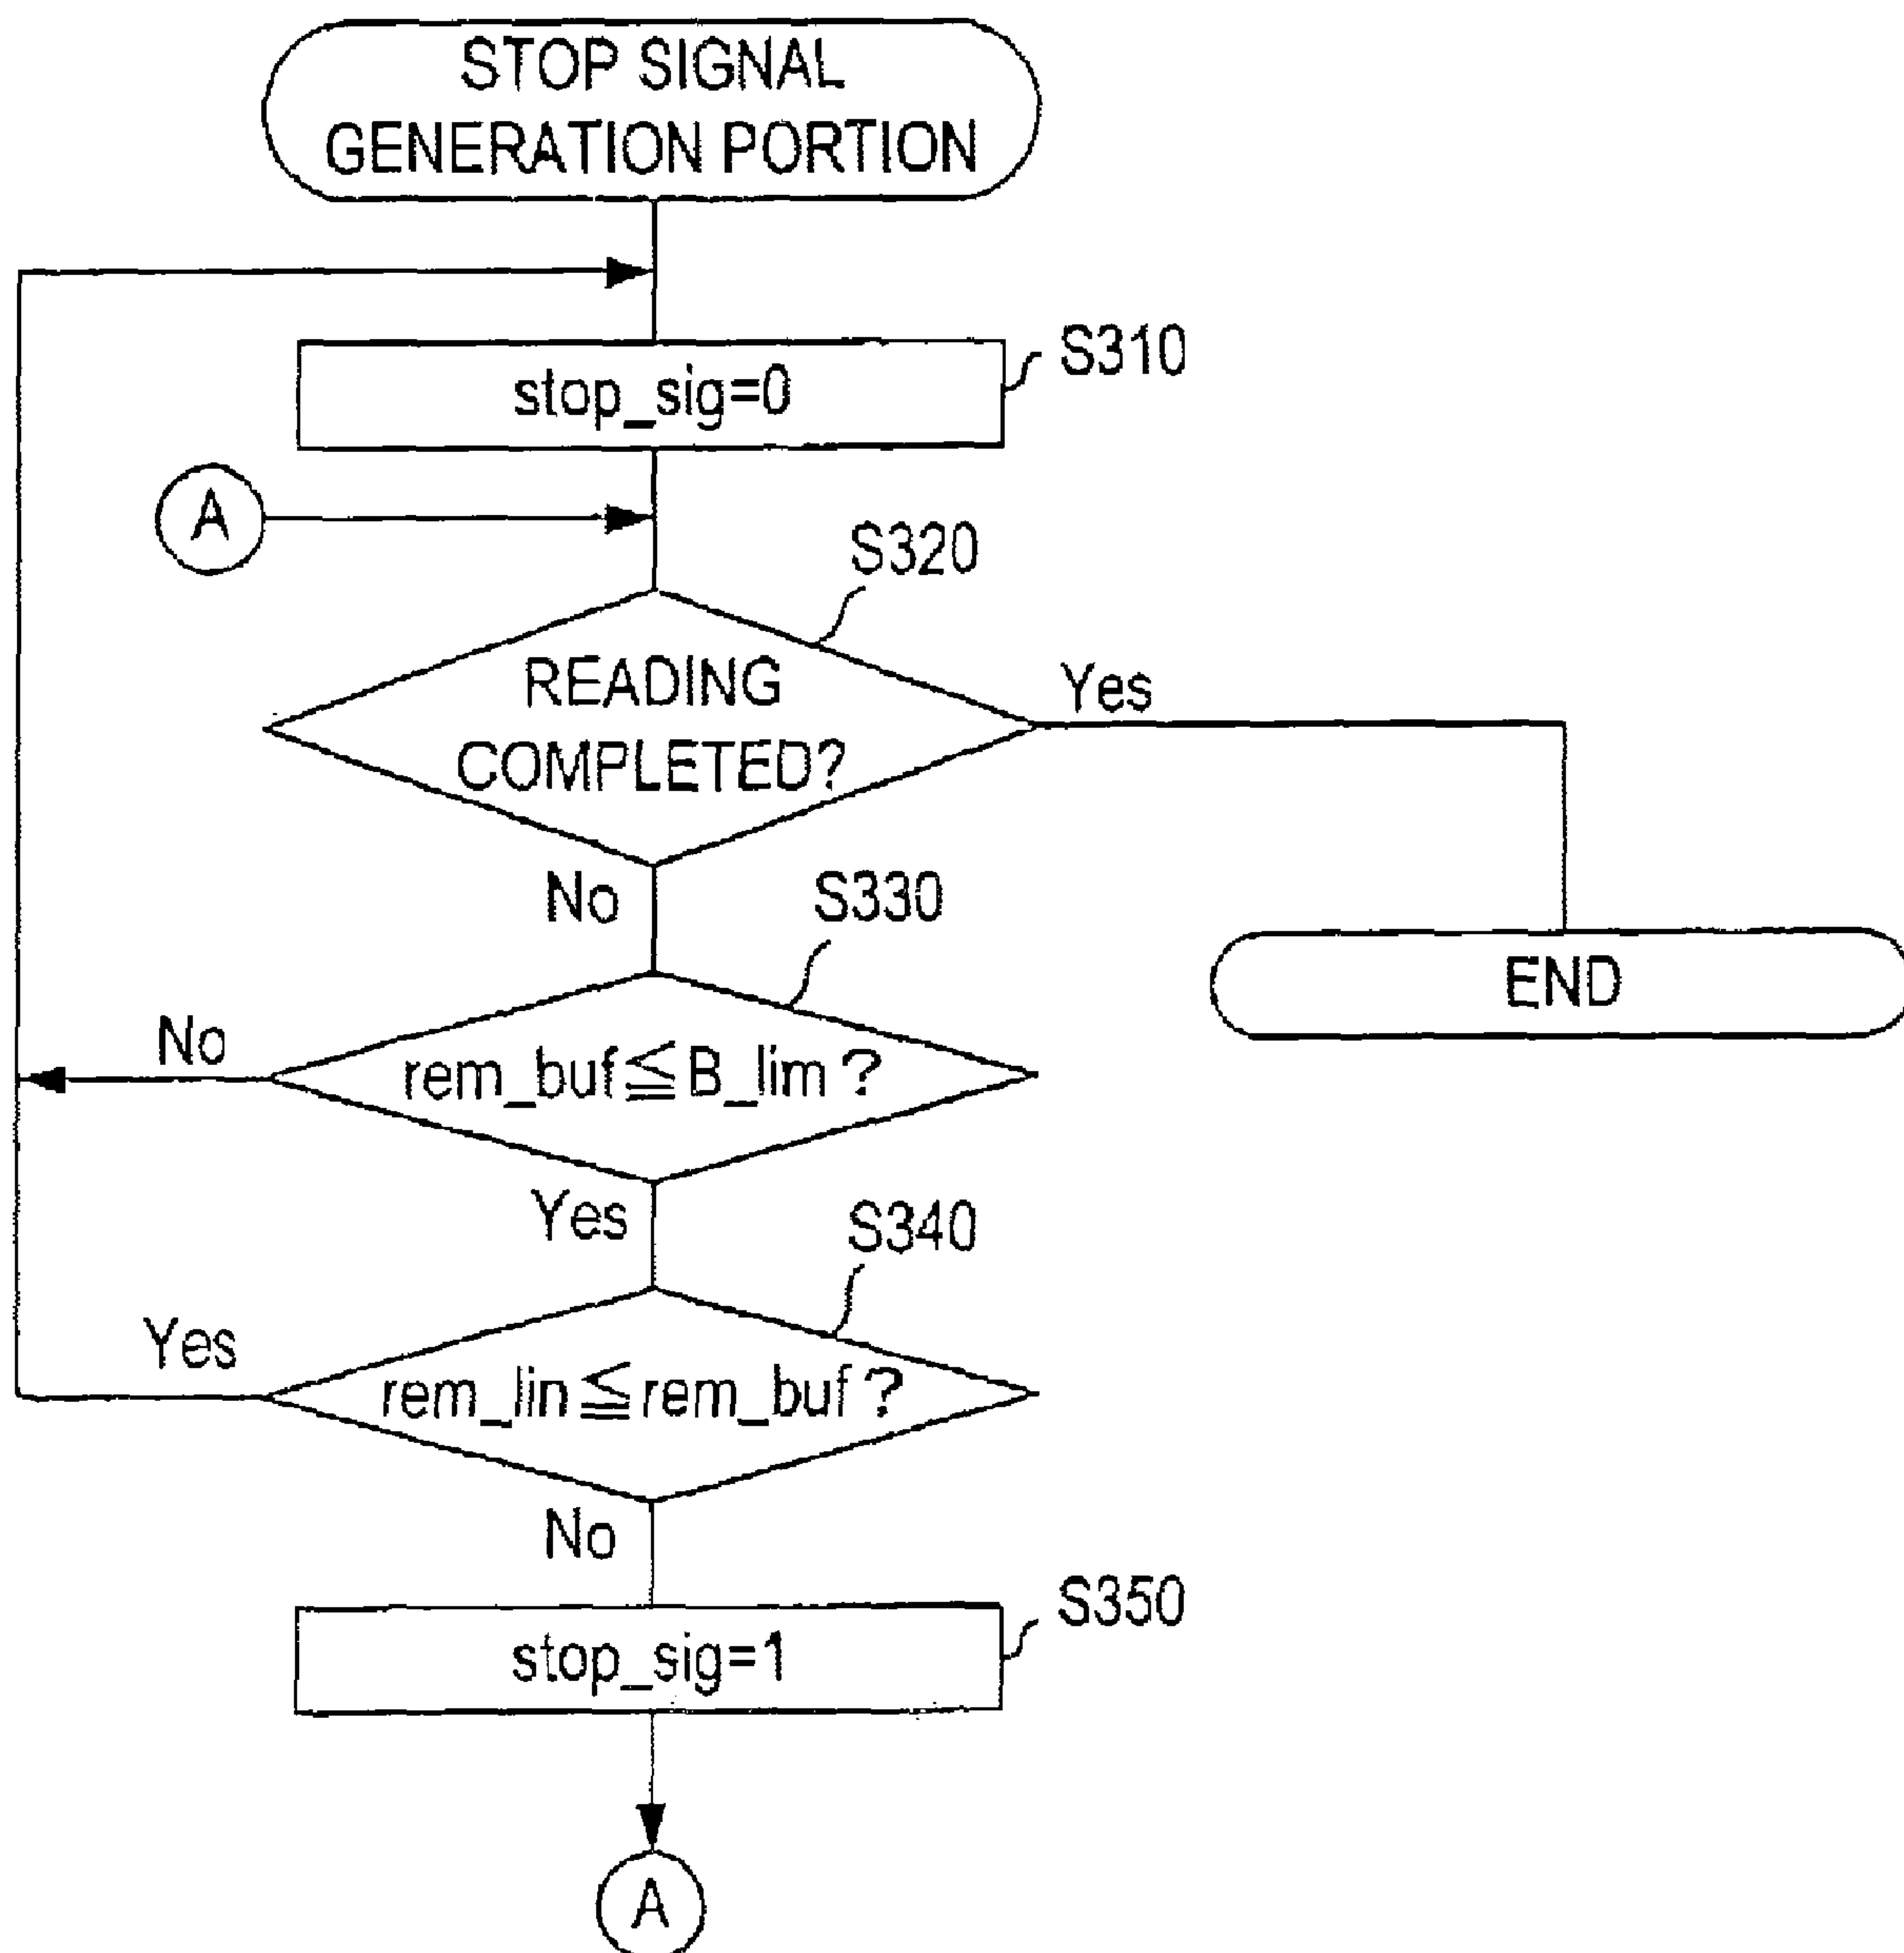 STOP SIGNAL
GENERATION PORTION
stop_sig=0
S310
A
S320
READING
COMPLETED?
Yes
No
S330
END
No
rem_buf≦B_lim ?
Yes
S340
Yes
rem_lin≦rem_buf ?
No
S350
stop_sig=1
A